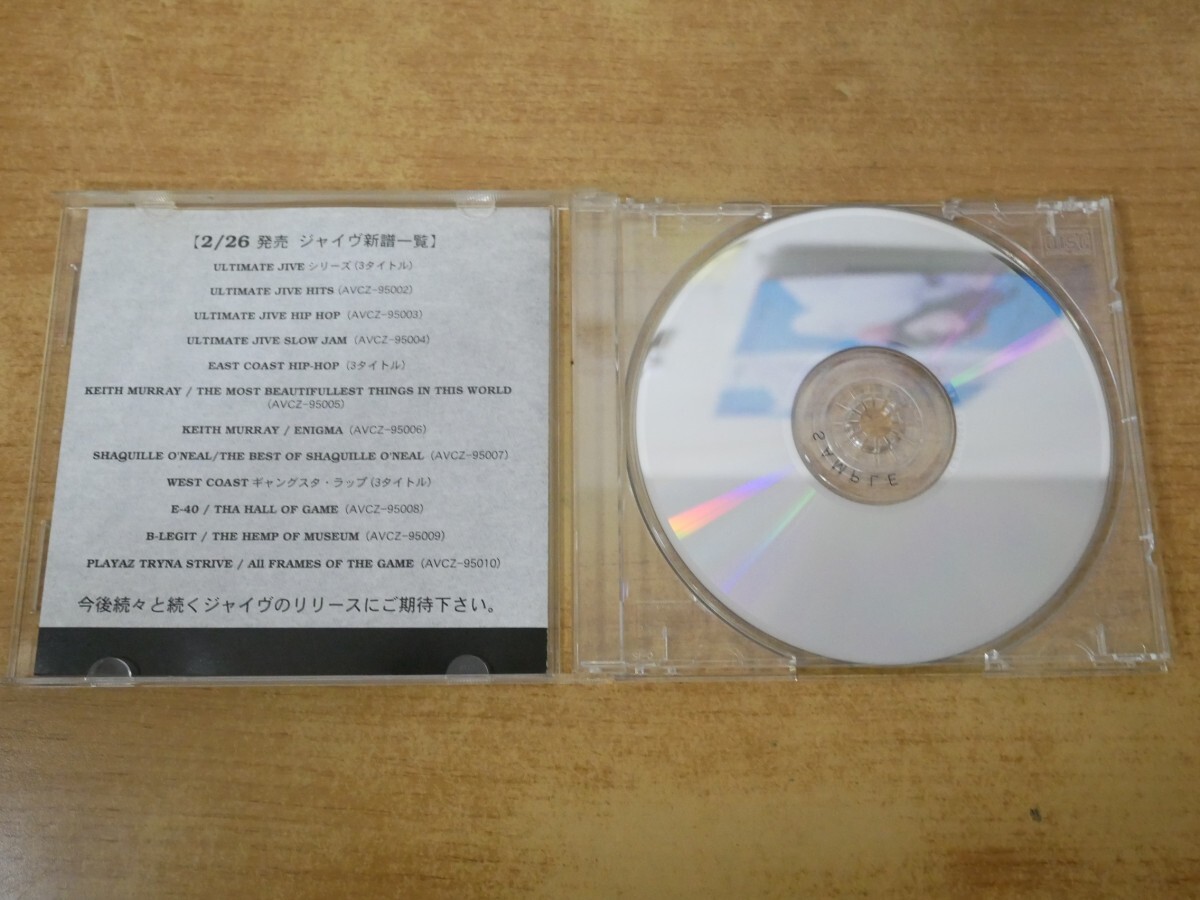 【2/26 発売 ジャイヴ新譜一覧】
ULTIMATE JIVE シリーズ(3タイトル)
ULTIMATE JIVE HITS (AVCZ-95002)
ULTIMATE JIVE HIP HOP (AVCZ-95003)
ULTIMATE JIVE SLOW JAM (AVCZ-95004)
EAST COAST HIP-HOP (3タイトル)
KEITH MURRAY / THE MOST BEAUTIFULLEST THINGS IN THIS WORLD
(AVCZ-95005)
KEITH MURRAY / ENIGMA (AVCZ-95006)
SHAQUILLE O'NEAL/THE BEST OF SHAQUILLE O'NEAL (AVCZ-95007)
WEST COAST ギャングスタ・ラップ(3タイトル)
E-40 / THA HALL OF GAME (AVCZ-95008)
B-LEGIT / THE HEMP OF MUSEUM (AVCZ-95009)
PLAYAZ TRYNA STRIVE / All FRAMES OF THE GAME (AVCZ-95010)
今後続々と続くジャイヴのリリースにご期待下さい。
SAMPLE